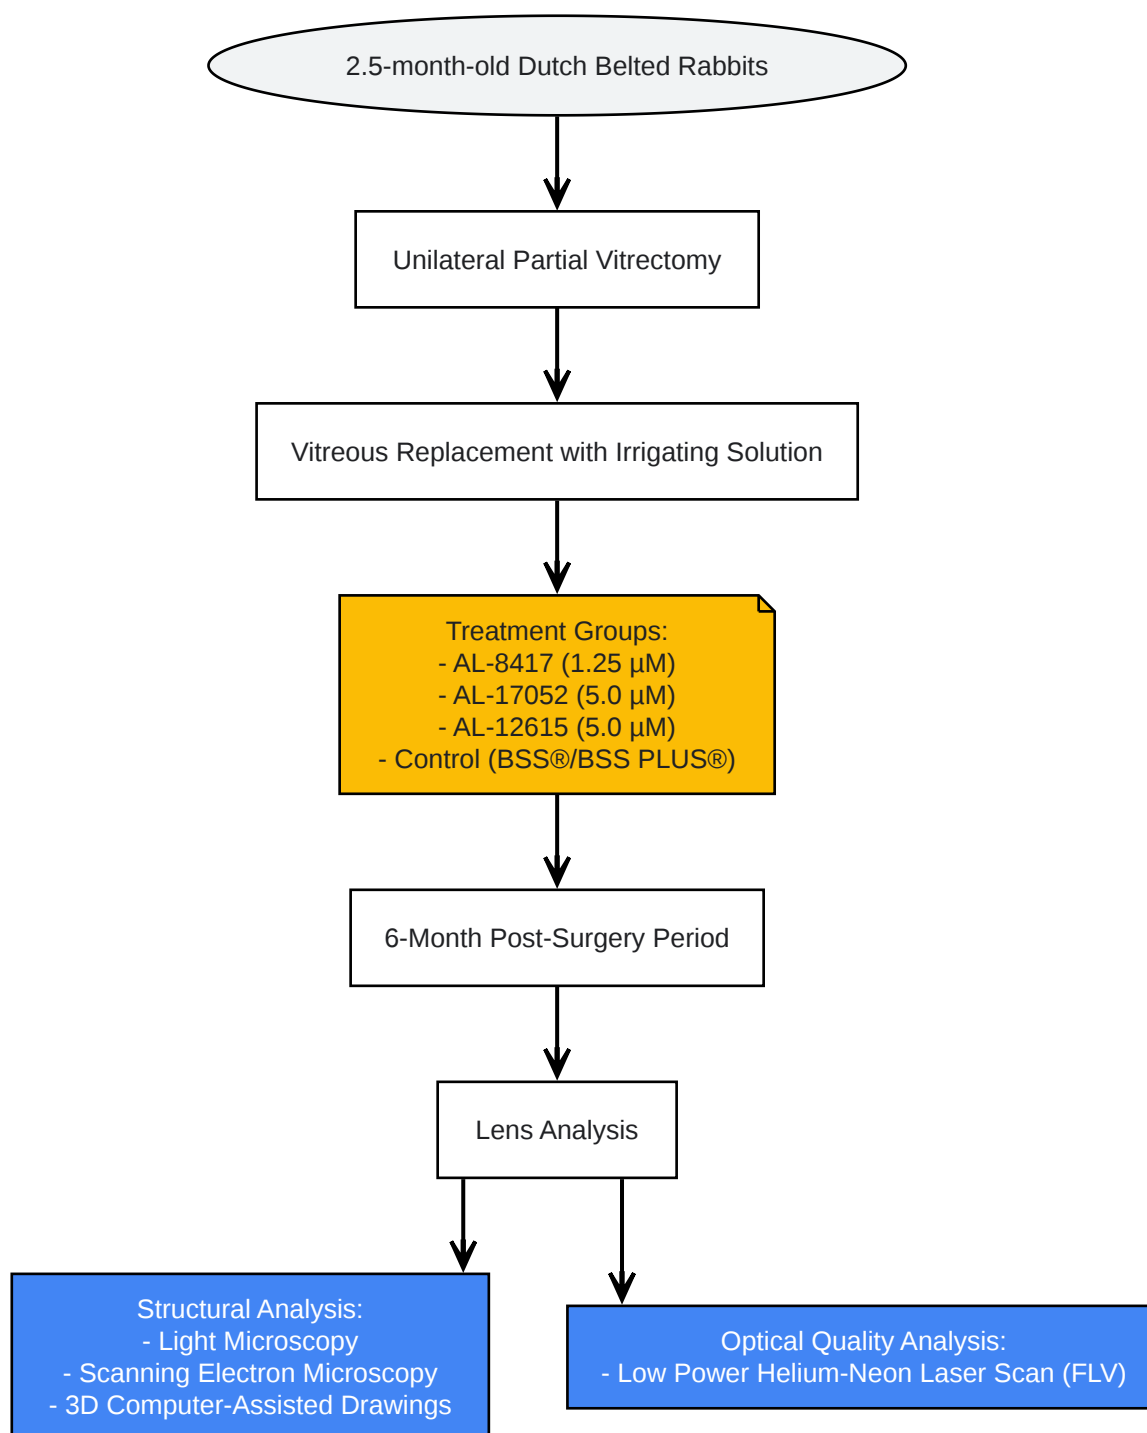 2.5-month-old Dutch Belted Rabbits
Unilateral Partial Vitrectomy
Vitreous Replacement with Irrigating Solution
Treatment Groups:
- AL-8417 (1.25 µM)
- AL-17052 (5.0 µM)
- AL-12615 (5.0 µM)
- Control (BSS®/BSS PLUS®)
6-Month Post-Surgery Period
Lens Analysis
Structural Analysis:
- Light Microscopy
- Scanning Electron Microscopy
- 3D Computer-Assisted Drawings
Optical Quality Analysis:
- Low Power Helium-Neon Laser Scan (FLV)